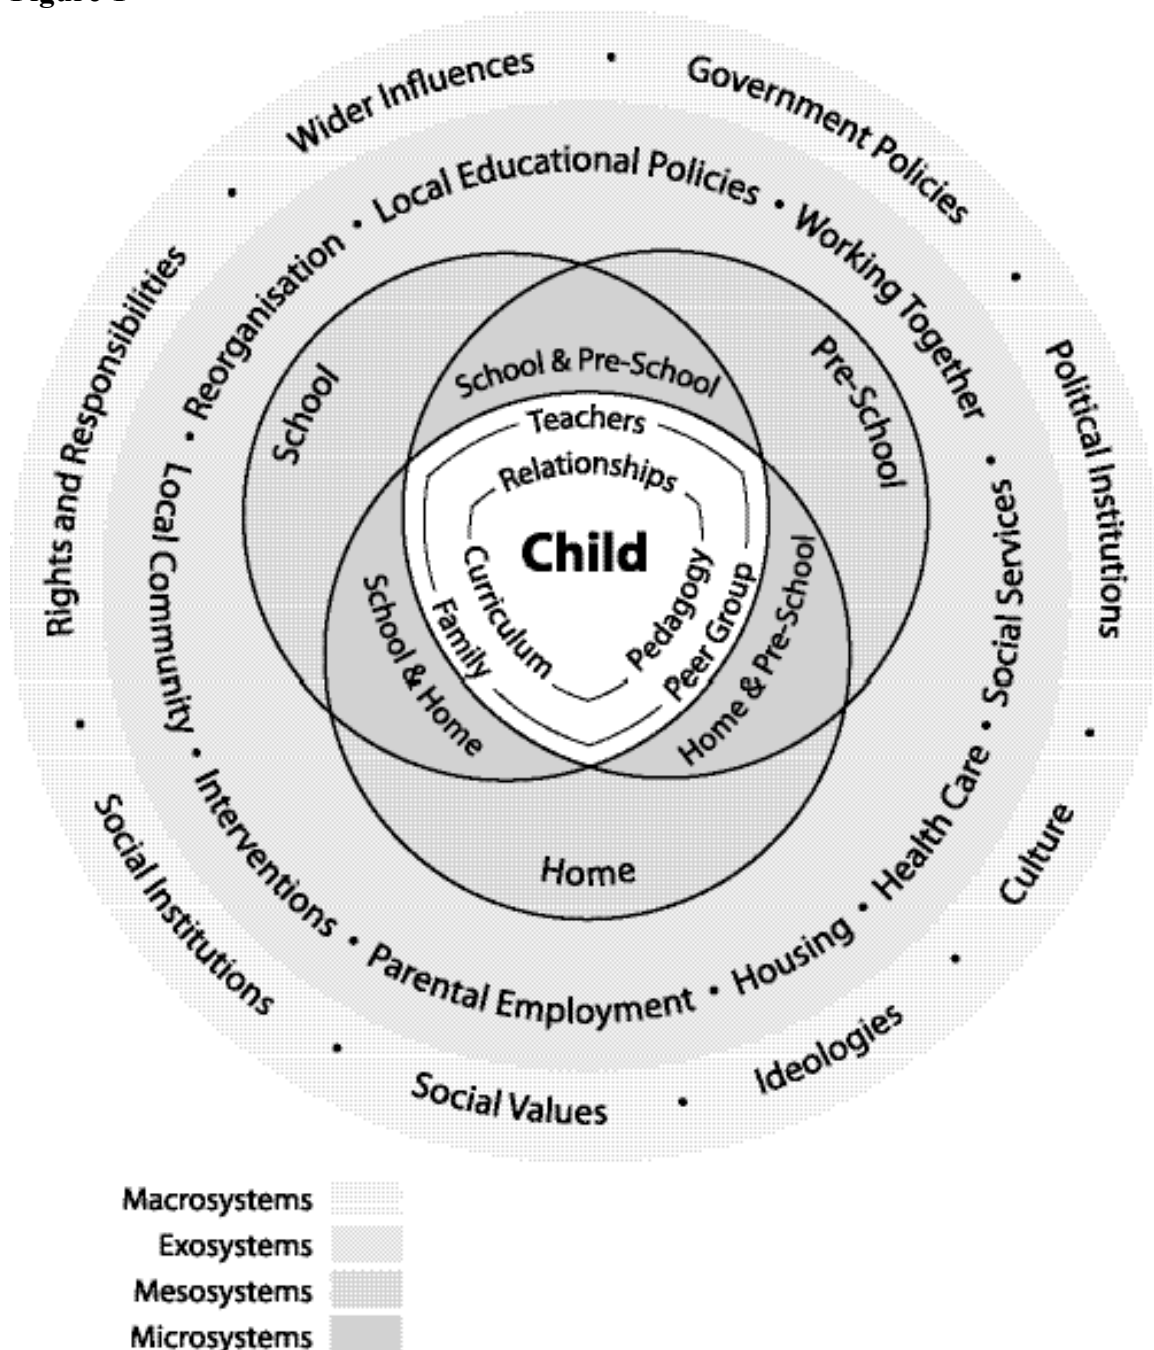 Wider Influences
•
Government Policies
•
Political Institutions
•
Culture
•
Ideologies
•
Social Values
•
Social Institutions
•
Rights and Responsibilities
•
Local Educational Policies
•
Working Together
•
Social Services
•
Health Care
•
Housing
•
Parental Employment
•
Interventions
•
Local Community
•
Reorganisation
•
School
Pre-School
Home
School & Pre-School
School & Home
Home & Pre-School
Teachers
Family
Peer Group
Relationships
Curriculum
Pedagogy
Child
Macrosystems
Exosystems
Mesosystems
Microsystems